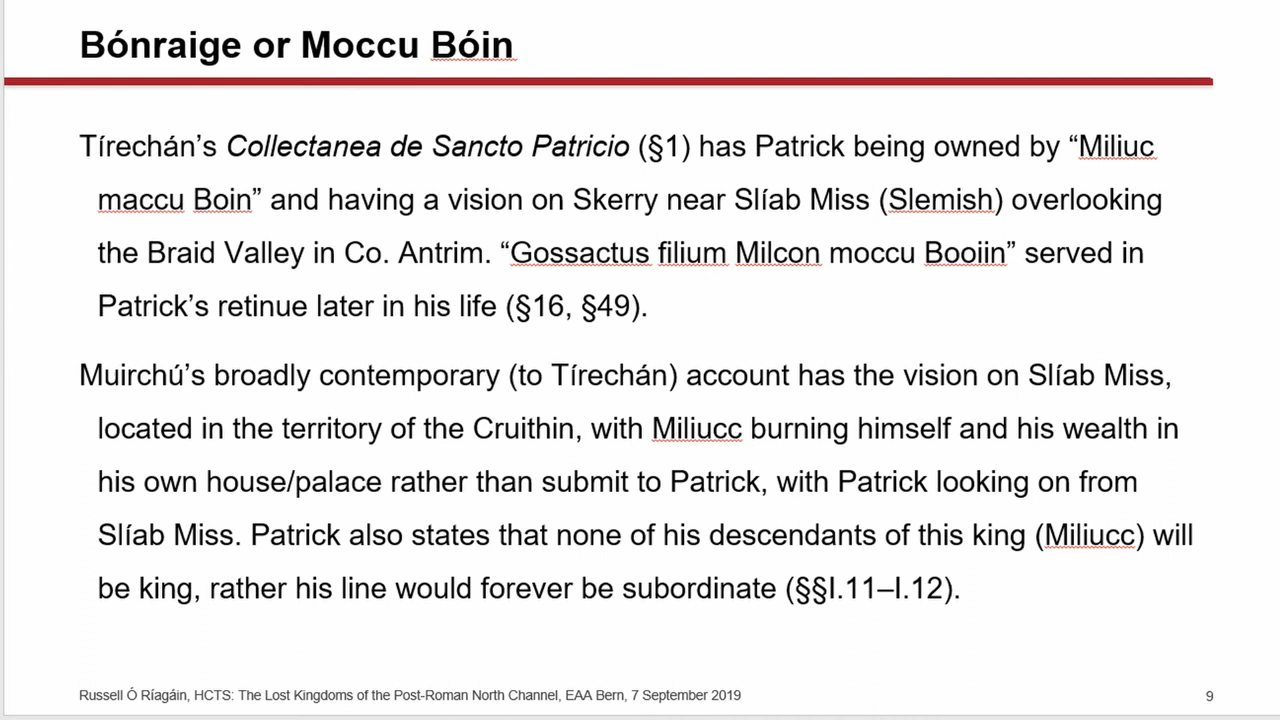 Bónraige or Moccu Bóin
Tírechán’s Collectanea de Sancto Patricio (§1) has Patrick being owned by “Miliuc
maccu Boin” and having a vision on Skerry near Slíab Miss (Slemish) overlooking
the Braid Valley in Co. Antrim. “Gossactus filium Milcon moccu Booiin” served in
Patrick’s retinue later in his life (§16, §49).
Muirchú’s broadly contemporary (to Tírechán) account has the vision on Slíab Miss,
located in the territory of the Cruithin, with Miliucc burning himself and his wealth in
his own house/palace rather than submit to Patrick, with Patrick looking on from
Slíab Miss. Patrick also states that none of his descendants of this king (Miliucc) will
be king, rather his line would forever be subordinate (§§I.11–I.12).
Russell Ó Ríagáin, HCTS: The Lost Kingdoms of the Post-Roman North Channel, EAA Bern, 7 September 2019
9